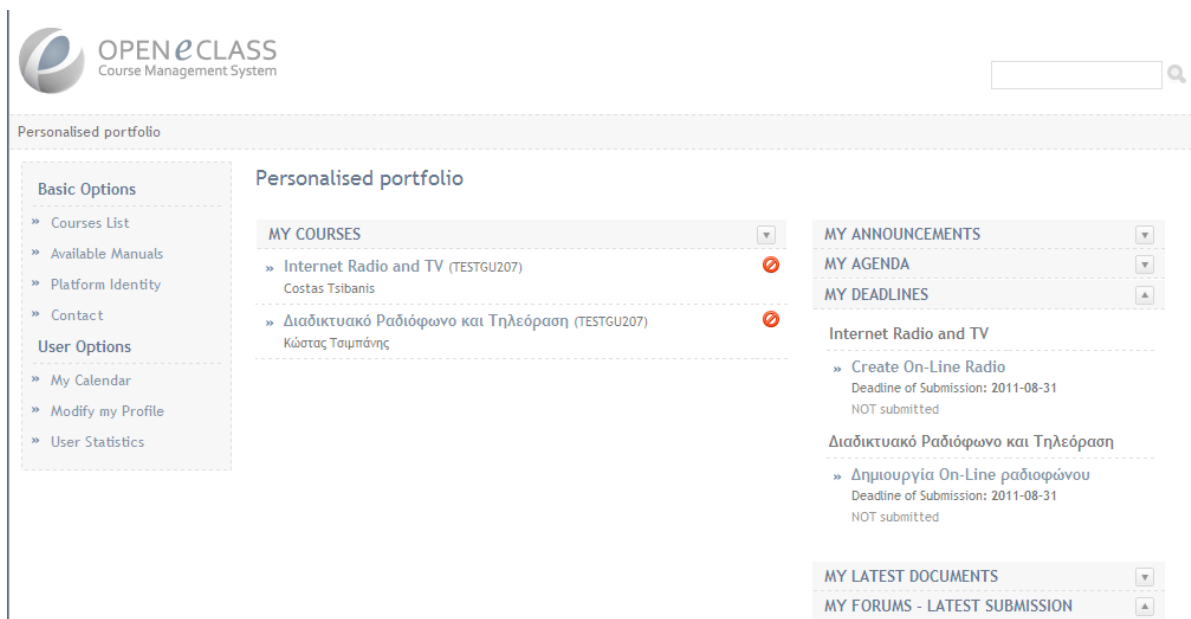 OPEN eCLASS
Course Management System
Personalised portfolio
Basic Options
» Courses List
» Available Manuals
» Platform Identity
» Contact
User Options
» My Calendar
» Modify my Profile
» User Statistics
Personalised portfolio
MY COURSES
» Internet Radio and TV (TESTGU207)
Costas Tsibanis
» Διαδικτυακό Ραδιόφωνο και Τηλεόραση (TESTGU207)
Κώστας Τσιμπάνης
MY ANNOUNCEMENTS
MY AGENDA
MY DEADLINES
Internet Radio and TV
» Create On-Line Radio
Deadline of Submission: 2011-08-31
NOT submitted
Διαδικτυακό Ραδιόφωνο και Τηλεόραση
» Δημιουργία On-Line ραδιοφώνου
Deadline of Submission: 2011-08-31
NOT submitted
MY LATEST DOCUMENTS
MY FORUMS - LATEST SUBMISSION